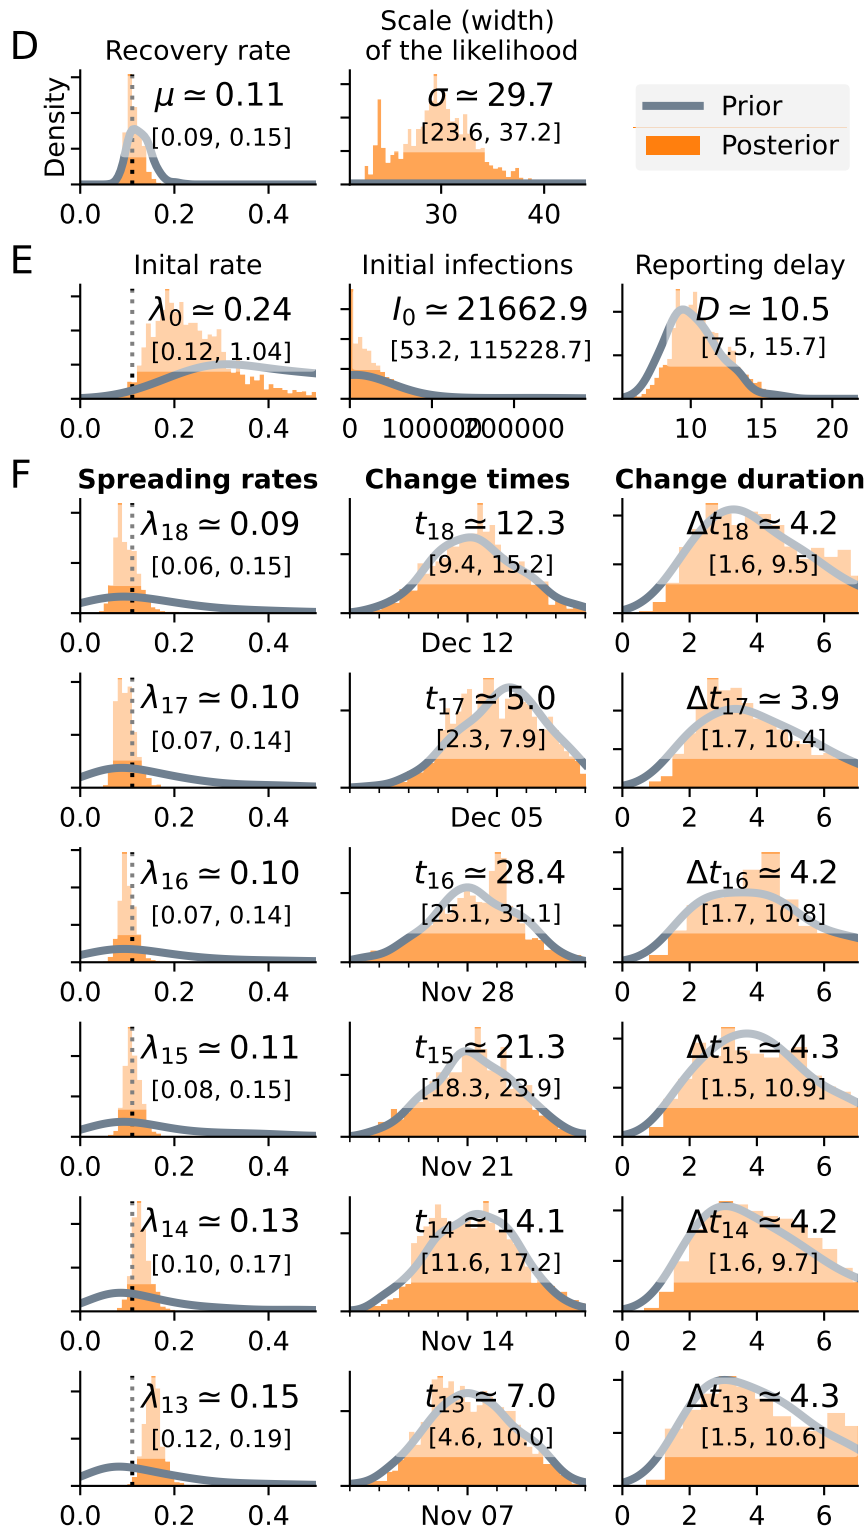 D
Recovery rate
Scale (width)
of the likelihood
Density
μ ≃ 0.11
[0.09, 0.15]
σ ≃ 29.7
[23.6, 37.2]
Prior
Posterior
0.0 0.2 0.4
30 40
E
Inital rate
Initial infections
Reporting delay
λ₀ ≃ 0.24
[0.12, 1.04]
I₀ ≃ 21662.9
[53.2, 115228.7]
D ≃ 10.5
[7.5, 15.7]
0.0 0.2 0.4
0 100000 200000
10 15 20
F
Spreading rates
Change times
Change duration
λ₁₈ ≃ 0.09
[0.06, 0.15]
t₁₈ ≃ 12.3
[9.4, 15.2]
Δt₁₈ ≃ 4.2
[1.6, 9.5]
0.0 0.2 0.4
Dec 12
0 2 4 6
λ₁₇ ≃ 0.10
[0.07, 0.14]
t₁₇ ≃ 5.0
[2.3, 7.9]
Δt₁₇ ≃ 3.9
[1.7, 10.4]
0.0 0.2 0.4
Dec 05
0 2 4 6
λ₁₆ ≃ 0.10
[0.07, 0.14]
t₁₆ ≃ 28.4
[25.1, 31.1]
Δt₁₆ ≃ 4.2
[1.7, 10.8]
0.0 0.2 0.4
Nov 28
0 2 4 6
λ₁₅ ≃ 0.11
[0.08, 0.15]
t₁₅ ≃ 21.3
[18.3, 23.9]
Δt₁₅ ≃ 4.3
[1.5, 10.9]
0.0 0.2 0.4
Nov 21
0 2 4 6
λ₁₄ ≃ 0.13
[0.10, 0.17]
t₁₄ ≃ 14.1
[11.6, 17.2]
Δt₁₄ ≃ 4.2
[1.6, 9.7]
0.0 0.2 0.4
Nov 14
0 2 4 6
λ₁₃ ≃ 0.15
[0.12, 0.19]
t₁₃ ≃ 7.0
[4.6, 10.0]
Δt₁₃ ≃ 4.3
[1.5, 10.6]
0.0 0.2 0.4
Nov 07
0 2 4 6